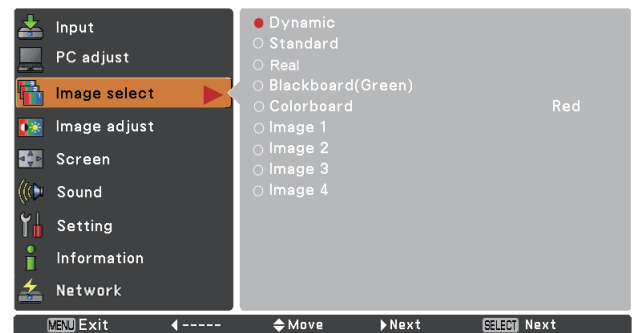 Input
PC adjust
Image select
Image adjust
Screen
Sound
Setting
Information
Network
Dynamic
Standard
Real
Blackboard(Green)
Colorboard Red
Image 1
Image 2
Image 3
Image 4
MENU Exit ◀ ----- Move Next SELECT Next